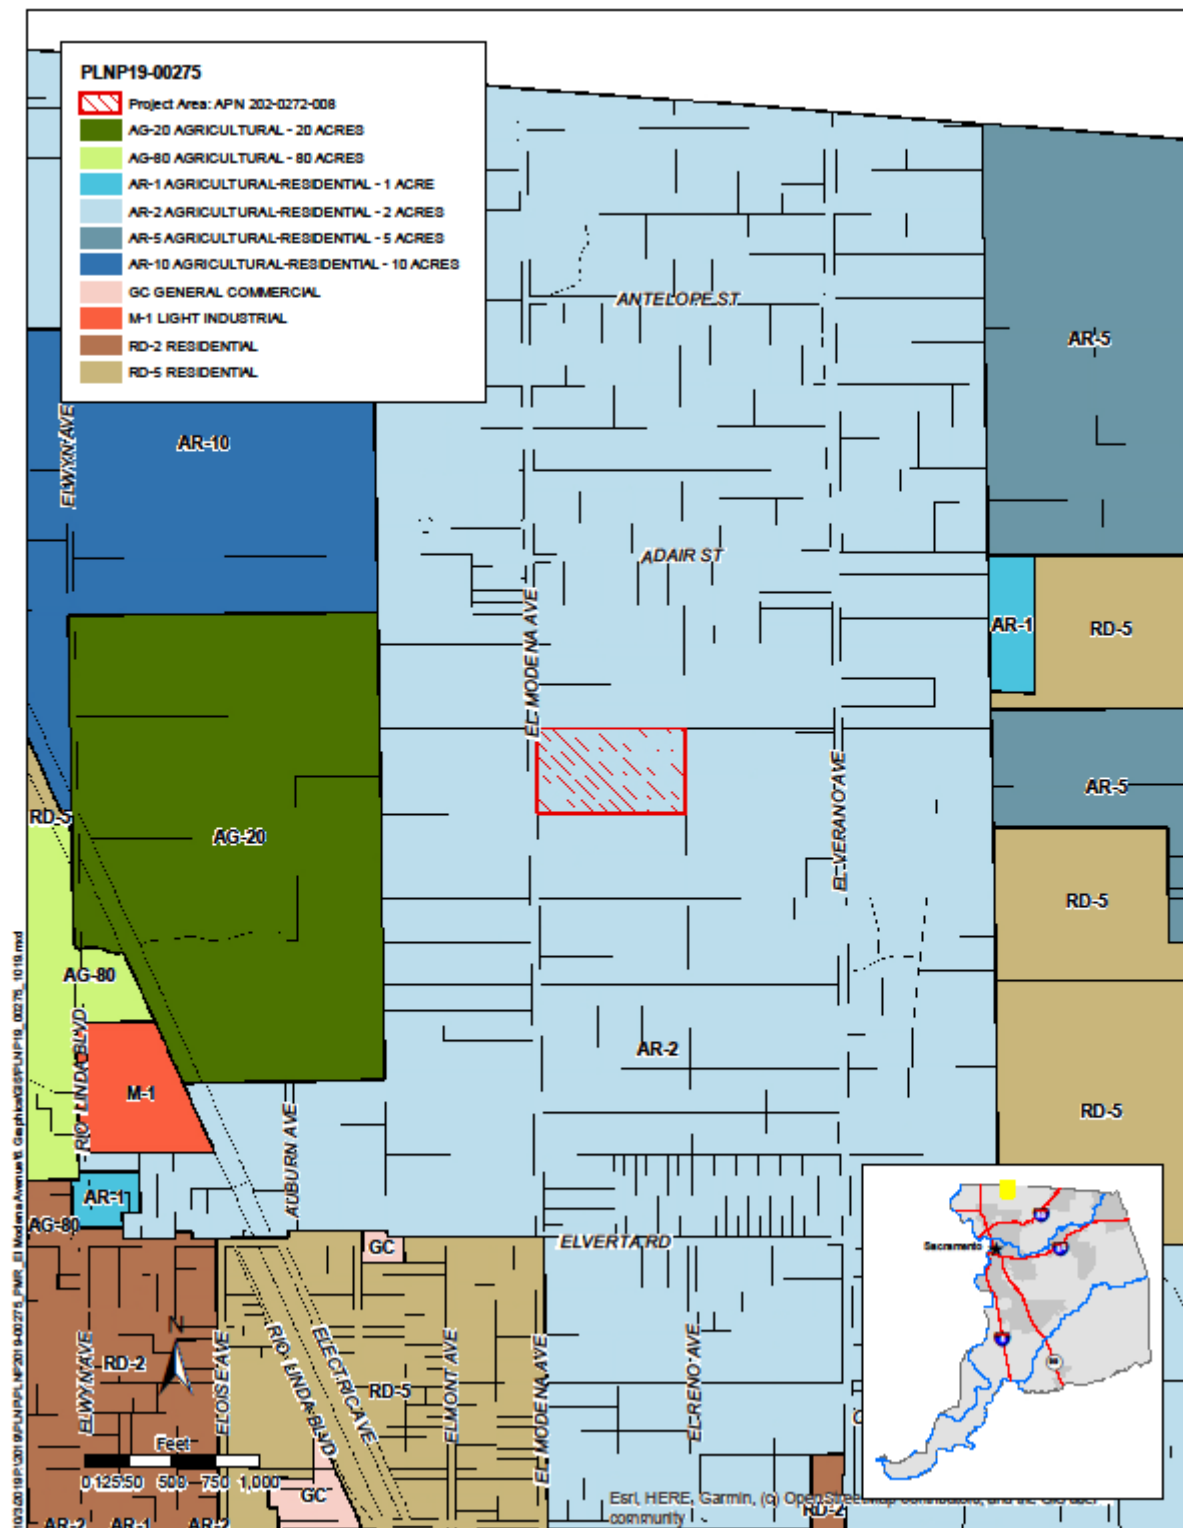 PLNP19-00275
Project Area: APN 202-0272-008
AG-20 AGRICULTURAL - 20 ACRES
AG-80 AGRICULTURAL - 80 ACRES
AR-1 AGRICULTURAL-RESIDENTIAL - 1 ACRE
AR-2 AGRICULTURAL-RESIDENTIAL - 2 ACRES
AR-5 AGRICULTURAL-RESIDENTIAL - 5 ACRES
AR-10 AGRICULTURAL-RESIDENTIAL - 10 ACRES
GC GENERAL COMMERCIAL
M-1 LIGHT INDUSTRIAL
RD-2 RESIDENTIAL
RD-5 RESIDENTIAL
ANTELOPE ST
AR-5
ELWYN AVE
AR-10
ADAIR ST
EL MODENA AVE
AR-1
RD-5
EL VERANO AVE
AR-5
RD-5
AG-20
RD-5
AG-80
RIO LINDA BLVD
AR-2
M-1
RD-5
AUBURN AVE
AR-1
AG-80
GC
ELVERTA RD
Sacramento
N
ELWYN AVE
RD-2
ELOISE AVE
RIO LINDA BLVD
ELECTRIC AVE
RD-5
ELMONT AVE
EL MODENA AVE
EL RENO AVE
Feet
0 125 250 500 750 1,000
GC
AR-2
AR-1
AR-2
RD-2
Esri, HERE, Garmin, (c) OpenStreetMap contributors, and the GIS user
community